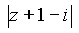 |z + 1 − i|